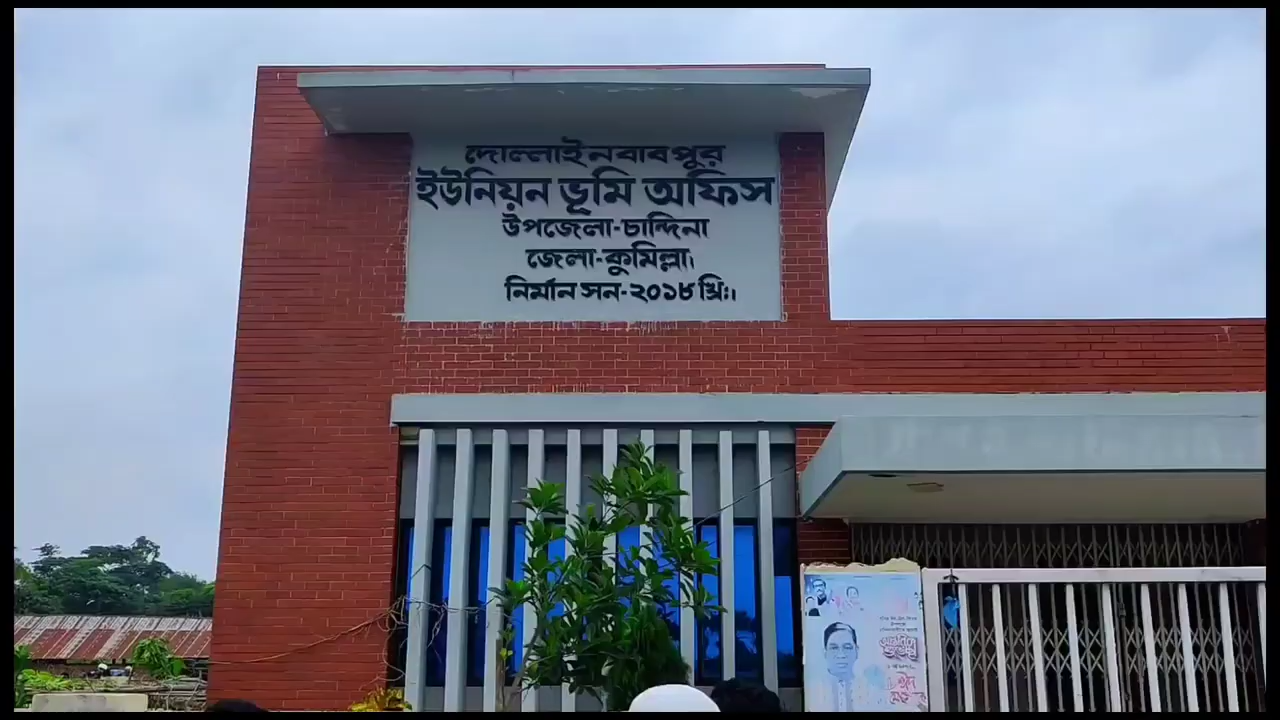 দোল্লাই নবাবপুর
ইউনিয়ন ভূমি অফিস
উপজেলা-চান্দিনা
জেলা-কুমিল্লা।
নির্মান সন-২০১৮ খ্রিঃ।